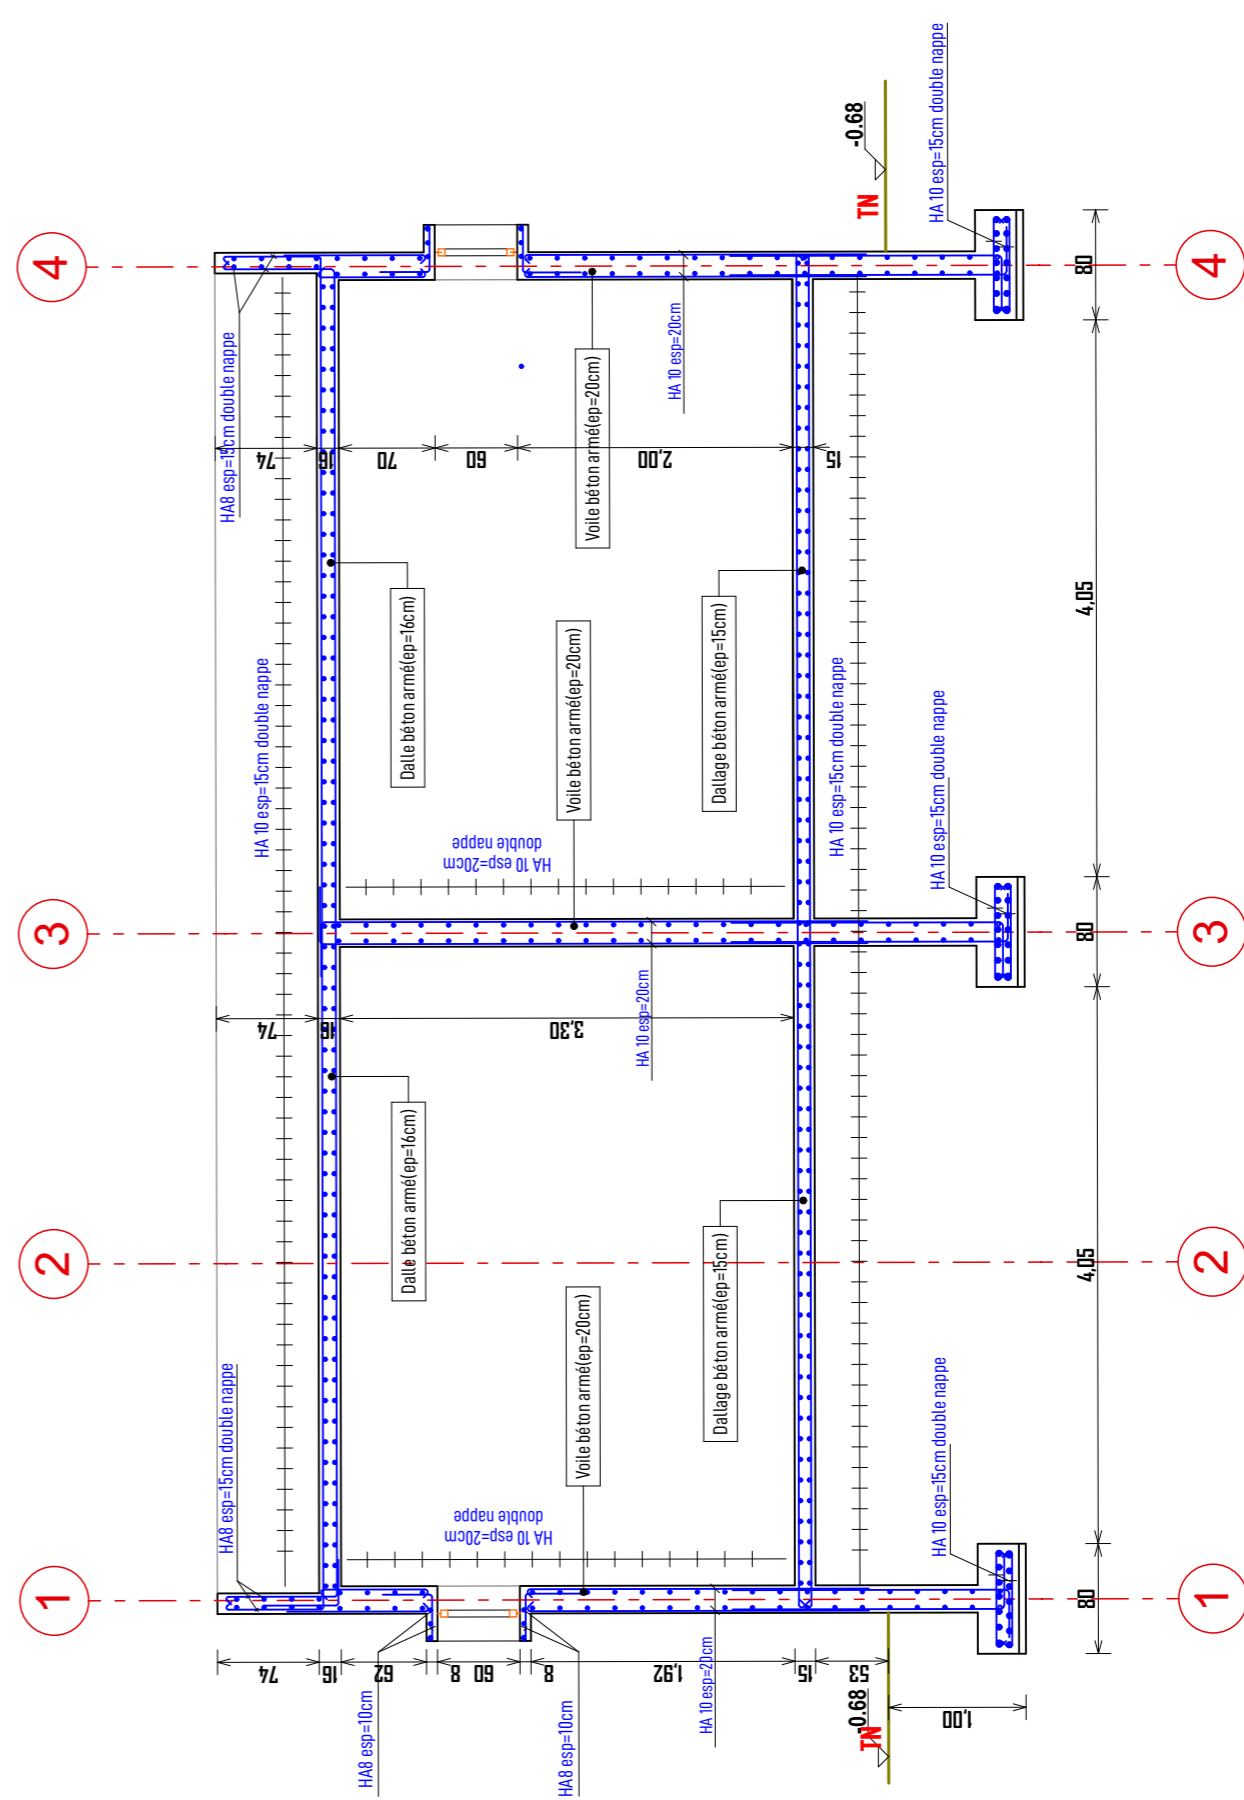 4
3
2
1
HA8 esp=15cm double nappe
HA 10 esp=15cm double nappe
HA8 esp=15cm double nappe
74
16
70
60
2,00
15
74
16
3,30
74
16
62
8
60
8
1,92
15
53
1,00
Dalle béton armé(ep=16cm)
Dalle béton armé(ep=16cm)
Voile béton armé(ep=20cm)
Voile béton armé(ep=20cm)
Voile béton armé(ep=20cm)
Dallage béton armé(ep=15cm)
Dallage béton armé(ep=15cm)
HA 10 esp=20cm
double nappe
HA 10 esp=20cm
double nappe
HA 10 esp=20cm
HA 10 esp=20cm
HA 10 esp=20cm
HA8 esp=10cm
HA8 esp=10cm
HA 10 esp=15cm double nappe
TN
-0.68
TN
-0.68
HA 10 esp=15cm double nappe
HA 10 esp=15cm double nappe
HA 10 esp=15cm double nappe
80
4,05
80
4,05
80
4
3
2
1